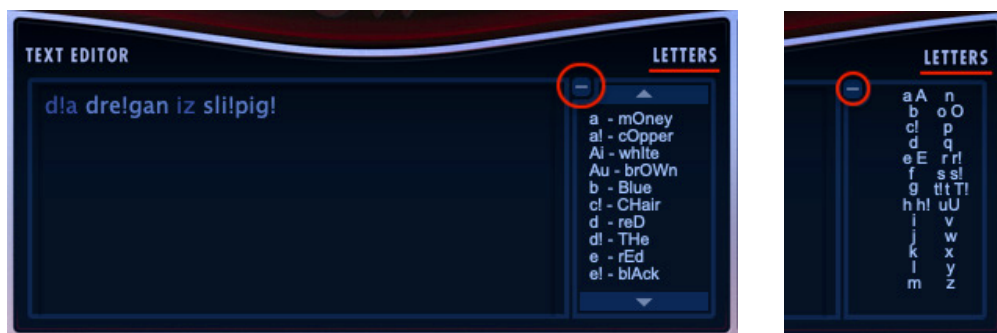 TEXT EDITOR
LETTERS
d!a dre!gan iz sli!pig!
a - mOney
a! - cOpper
Ai - whIte
Au - brOWn
b - Blue
c! - CHair
d - reD
d! - THe
e - rEd
e! - blAck
LETTERS
a A n
b o O
c! p
d q
e E r r!
f s s!
g t!t T!
h h! uU
i v
j w
k x
l y
m z